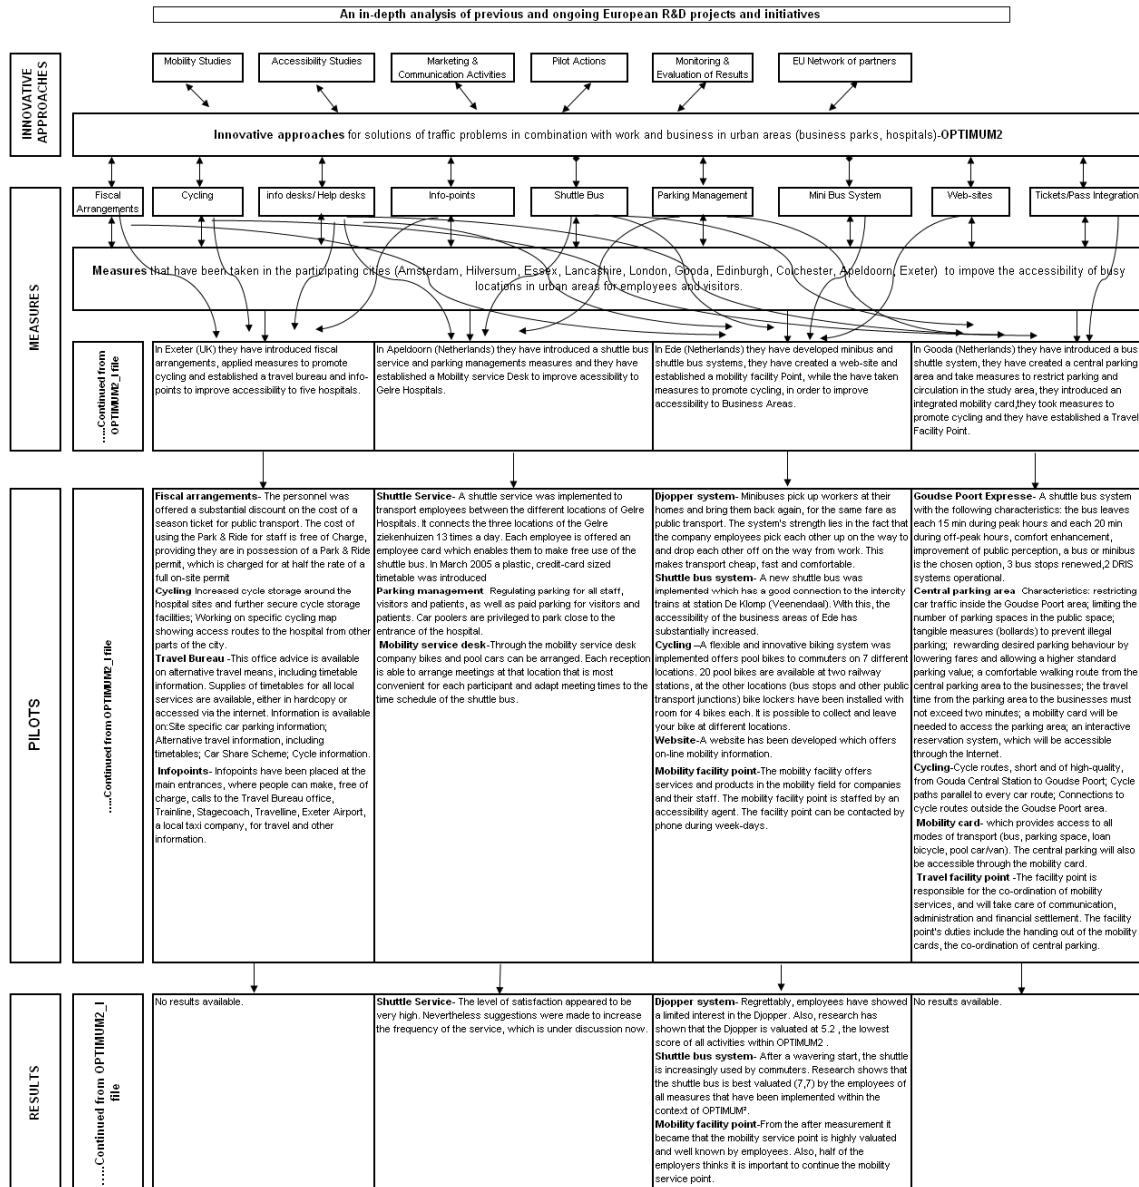 An in-depth analysis of previous and ongoing European R&D projects and initiatives
INNOVATIVE
APPROACHES
Mobility Studies
Accessibility Studies
Marketing &
Communication Activities
Pilot Actions
Monitoring &
Evaluation of Results
EU Network of partners
Innovative approaches for solutions of traffic problems in combination with work and business in urban areas (business parks, hospitals)-OPTIMUM2
MEASURES
Fiscal
Arrangements
Cycling
info desks/ Help desks
Info-points
Shuttle Bus
Parking Management
Mini Bus System
Web-sites
Tickets/Pass Integration
Measures that have been taken in the participating cities (Amsterdam, Hilversum, Essex, Lancashire, London, Gouda, Edinburgh, Colchester, Apeldoorn, Exeter) to impove the accessibility of busy
locations in urban areas for employees and visitors.
.....Continued from
OPTIMUM2_I file
In Exeter (UK) they have introduced fiscal
arrangements, applied measures to promote
cycling and established a travel bureau and info-
points to improve accessibility to five hospitals.
In Apeldoorn (Netherlands) they have introduced a shuttle bus
service and parking managements measures and they have
established a Mobility service Desk to improve acessibility to
Gelre Hospitals.
In Ede (Netherlands) they have developed minibus and
shuttle bus systems, they have created a web-site and
established a mobility facility Point, while the have taken
measures to promote cycling, in order to improve
accessibility to Business Areas.
In Gooda (Netherlands) they have introduced a bus
shuttle system, they have created a central parking
area and take measures to restrict parking and
circulation in the study area, they introduced an
integrated mobility card,they took measures to
promote cycling and they have established a Travel
Facility Point.
PILOTS
.....Continued from OPTIMUM2_I file
Fiscal arrangements- The personnel was
offered a substantial discount on the cost of a
season ticket for public transport. The cost of
using the Park & Ride for staff is free of Charge,
providing they are in possession of a Park & Ride
permit, which is charged for at half the rate of a
full on-site permit
Cycling Increased cycle storage around the
hospital sites and further secure cycle storage
facilities; Working on specific cycling map
showing access routes to the hospital from other
parts of the city.
Travel Bureau -This office advice is available
on alternative travel means, including timetable
information. Supplies of timetables for all local
services are available, either in hardcopy or
accessed via the internet. Information is available
on:Site specific car parking information;
Alternative travel information, including
timetables; Car Share Scheme; Cycle information.
Infopoints- Infopoints have been placed at the
main entrances, where people can make, free of
charge, calls to the Travel Bureau office,
Trainline, Stagecoach, Travelline, Exeter Airport,
a local taxi company, for travel and other
information.
Shuttle Service- A shuttle service was implemented to
transport employees between the different locations of Gelre
Hospitals. It connects the three locations of the Gelre
ziekenhuizen 13 times a day. Each employee is offered an
employee card which enables them to make free use of the
shuttle bus. In March 2005 a plastic, credit-card sized
timetable was introduced
Parking management Regulating parking for all staff,
visitors and patients, as well as paid parking for visitors and
patients. Car poolers are privileged to park close to the
entrance of the hospital.
Mobility service desk-Through the mobility service desk
company bikes and pool cars can be arranged. Each reception
is able to arrange meetings at that location that is most
convenient for each participant and adapt meeting times to the
time schedule of the shuttle bus.
Djopper system- Minibuses pick up workers at their
homes and bring them back again, for the same fare as
public transport. The system's strength lies in the fact that
the company employees pick each other up on the way to
and drop each other off on the way from work. This
makes transport cheap, fast and comfortable.
Shuttle bus system- A new shuttle bus was
implemented which has a good connection to the intercity
trains at station De Klomp (Veenendaal). With this, the
accessibility of the business areas of Ede has
substantially increased.
Cycling –A flexible and innovative biking system was
implemented offers pool bikes to commuters on 7 different
locations. 20 pool bikes are available at two railway
stations, at the other locations (bus stops and other public
transport junctions) bike lockers have been installed with
room for 4 bikes each. It is possible to collect and leave
your bike at different locations.
Website-A website has been developed which offers
on-line mobility information.
Mobility facility point-The mobility facility offers
services and products in the mobility field for companies
and their staff. The mobility facility point is staffed by an
accessibility agent. The facility point can be contacted by
phone during week-days.
Goudse Poort Expresse- A shuttle bus system
with the following characteristics: the bus leaves
each 15 min during peak hours and each 20 min
during off-peak hours, comfort enhancement,
improvement of public perception, a bus or minibus
is the chosen option, 3 bus stops renewed,2 DRIS
systems operational.
Central parking area Characteristics: restricting
car traffic inside the Goudse Poort area; limiting the
number of parking spaces in the public space;
tangible measures (bollards) to prevent illegal
parking; rewarding desired parking behaviour by
lowering fares and allowing a higher standard
parking value; a comfortable walking route from the
central parking area to the businesses; the travel
time from the parking area to the businesses must
not exceed two minutes; a mobility card will be
needed to access the parking area; an interactive
reservation system, which will be accessible
through the Internet.
Cycling-Cycle routes, short and of high-quality,
from Gouda Central Station to Goudse Poort; Cycle
paths parallel to every car route; Connections to
cycle routes outside the Goudse Poort area.
Mobility card- which provides access to all
modes of transport (bus, parking space, loan
bicycle, pool car/van). The central parking will also
be accessible through the mobility card.
Travel facility point -The facility point is
responsible for the co-ordination of mobility
services, and will take care of communication,
administration and financial settlement. The facility
point's duties include the handing out of the mobility
cards, the co-ordination of central parking.
RESULTS
.....Continued from OPTIMUM2_I
file
No results available.
Shuttle Service- The level of satisfaction appeared to be
very high. Nevertheless suggestions were made to increase
the frequency of the service, which is under discussion now.
Djopper system- Regrettably, employees have showed
a limited interest in the Djopper. Also, research has
shown that the Djopper is valued at 5.2 , the lowest
score of all activities within OPTIMUM2 .
Shuttle bus system- After a wavering start, the shuttle
is increasingly used by commuters. Research shows that
the shuttle bus is best valuated (7,7) by the employees of
all measures that have been implemented within the
context of OPTIMUM².
Mobility facility point-From the after measurement it
became that the mobility service point is highly valuated
and well known by employees. Also, half of the
employers thinks it is important to continue the mobility
service point.
No results available.